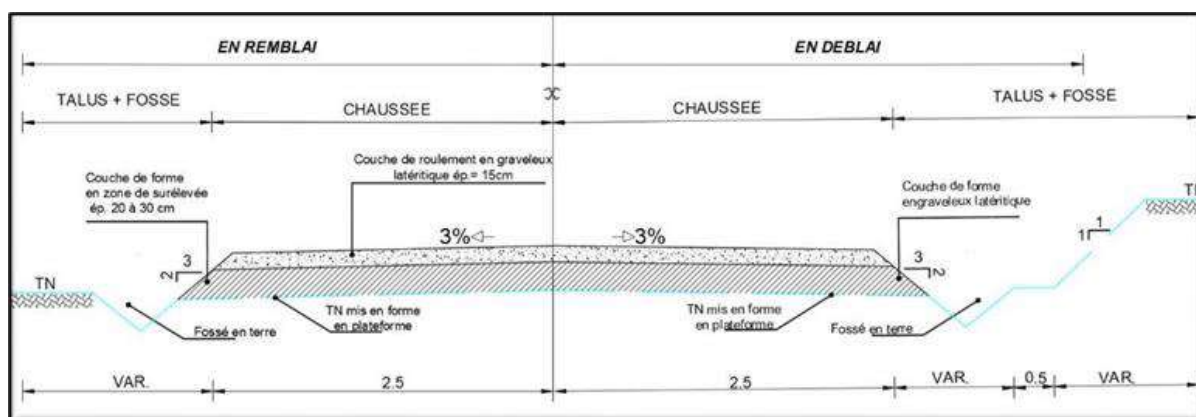 EN REMBLAI
EN DEBLAI
TALUS + FOSSE
CHAUSSEE
CHAUSSEE
TALUS + FOSSE
Couche de forme
en zone de surélevée
ép. 20 à 30 cm
Couche de roulement en graveleux
latéritique ép.= 15cm
Couche de forme
engraveleux latéritique
3%
3%
3
2
3
2
1
1
TN
TN
Fossé en terre
TN mis en forme
en plateforme
TN mis en forme
en plateforme
Fossé en terre
VAR.
2.5
2.5
VAR.
0.5
VAR.